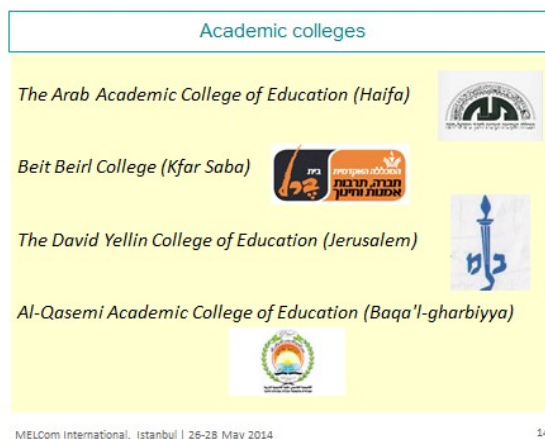 Academic colleges
The Arab Academic College of Education (Haifa)
Beit Beirl College (Kfar Saba)
בית
ברל
המכללה האקדמית
חברה, תרבות
אמנות וחינוך
The David Yellin College of Education (Jerusalem)
Al-Qasemi Academic College of Education (Baqa'l-gharbiyya)
MELCom International, Istanbul | 26-28 May 2014
14